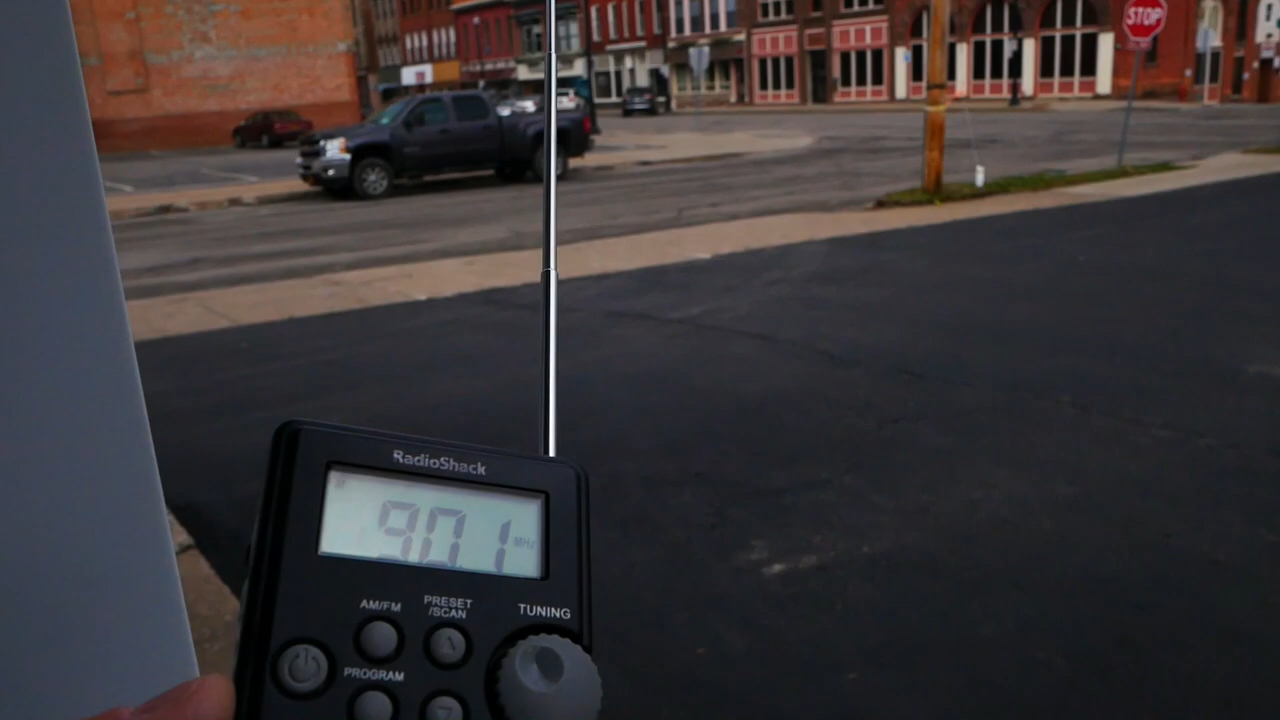 STOP
RadioShack
90.1 MHz
AM/FM
PRESET
/SCAN
TUNING
PROGRAM